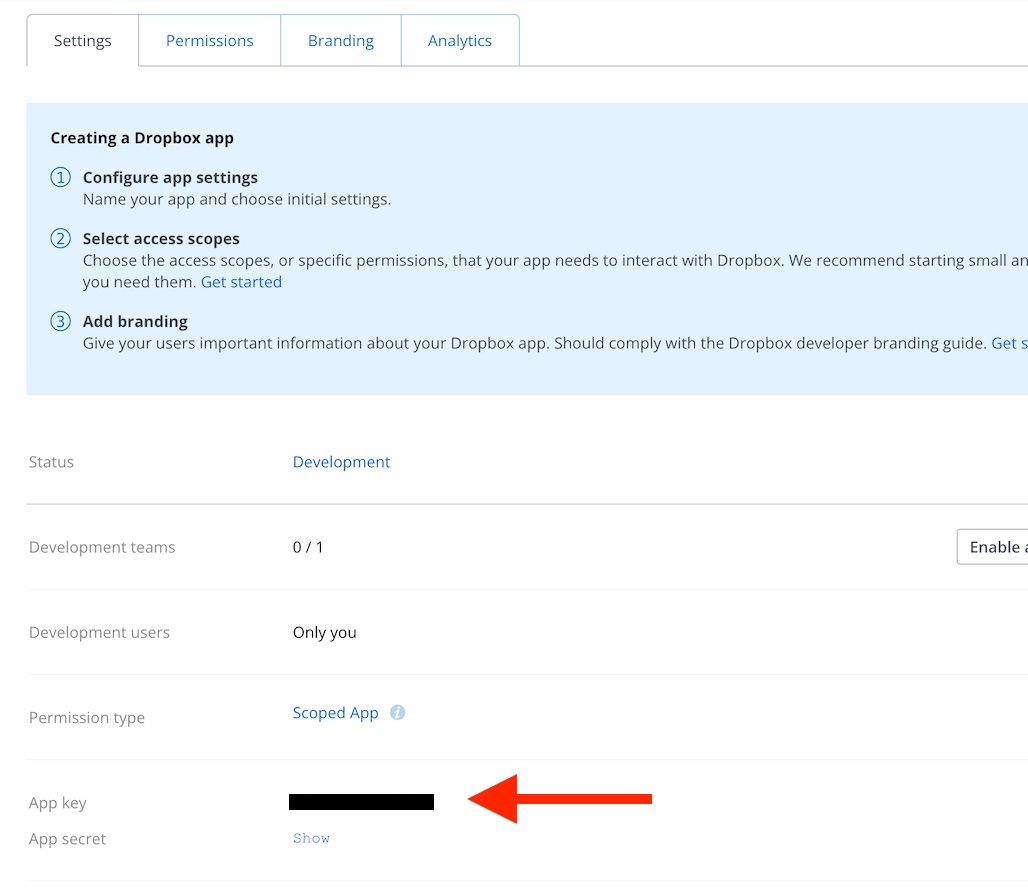 Settings
Permissions
Branding
Analytics
Creating a Dropbox app
1 Configure app settings
Name your app and choose initial settings.
2 Select access scopes
Choose the access scopes, or specific permissions, that your app needs to interact with Dropbox. We recommend starting small an
you need them. Get started
3 Add branding
Give your users important information about your Dropbox app. Should comply with the Dropbox developer branding guide. Get s
Status Development
Development teams 0 / 1 Enable a
Development users Only you
Permission type Scoped App i
App key
App secret Show